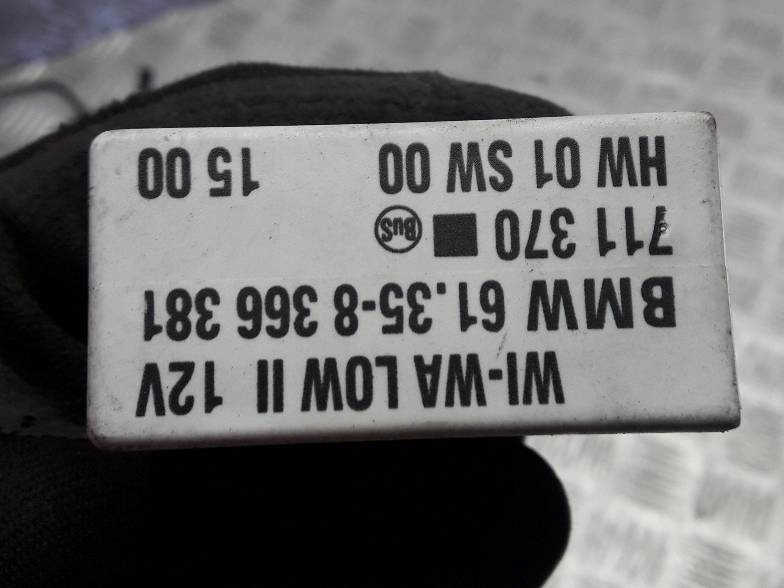 WI-WA LOW II 12V
BMW 61.35-8 366 381
711 370 BuS
HW 01 SW 00 15 00